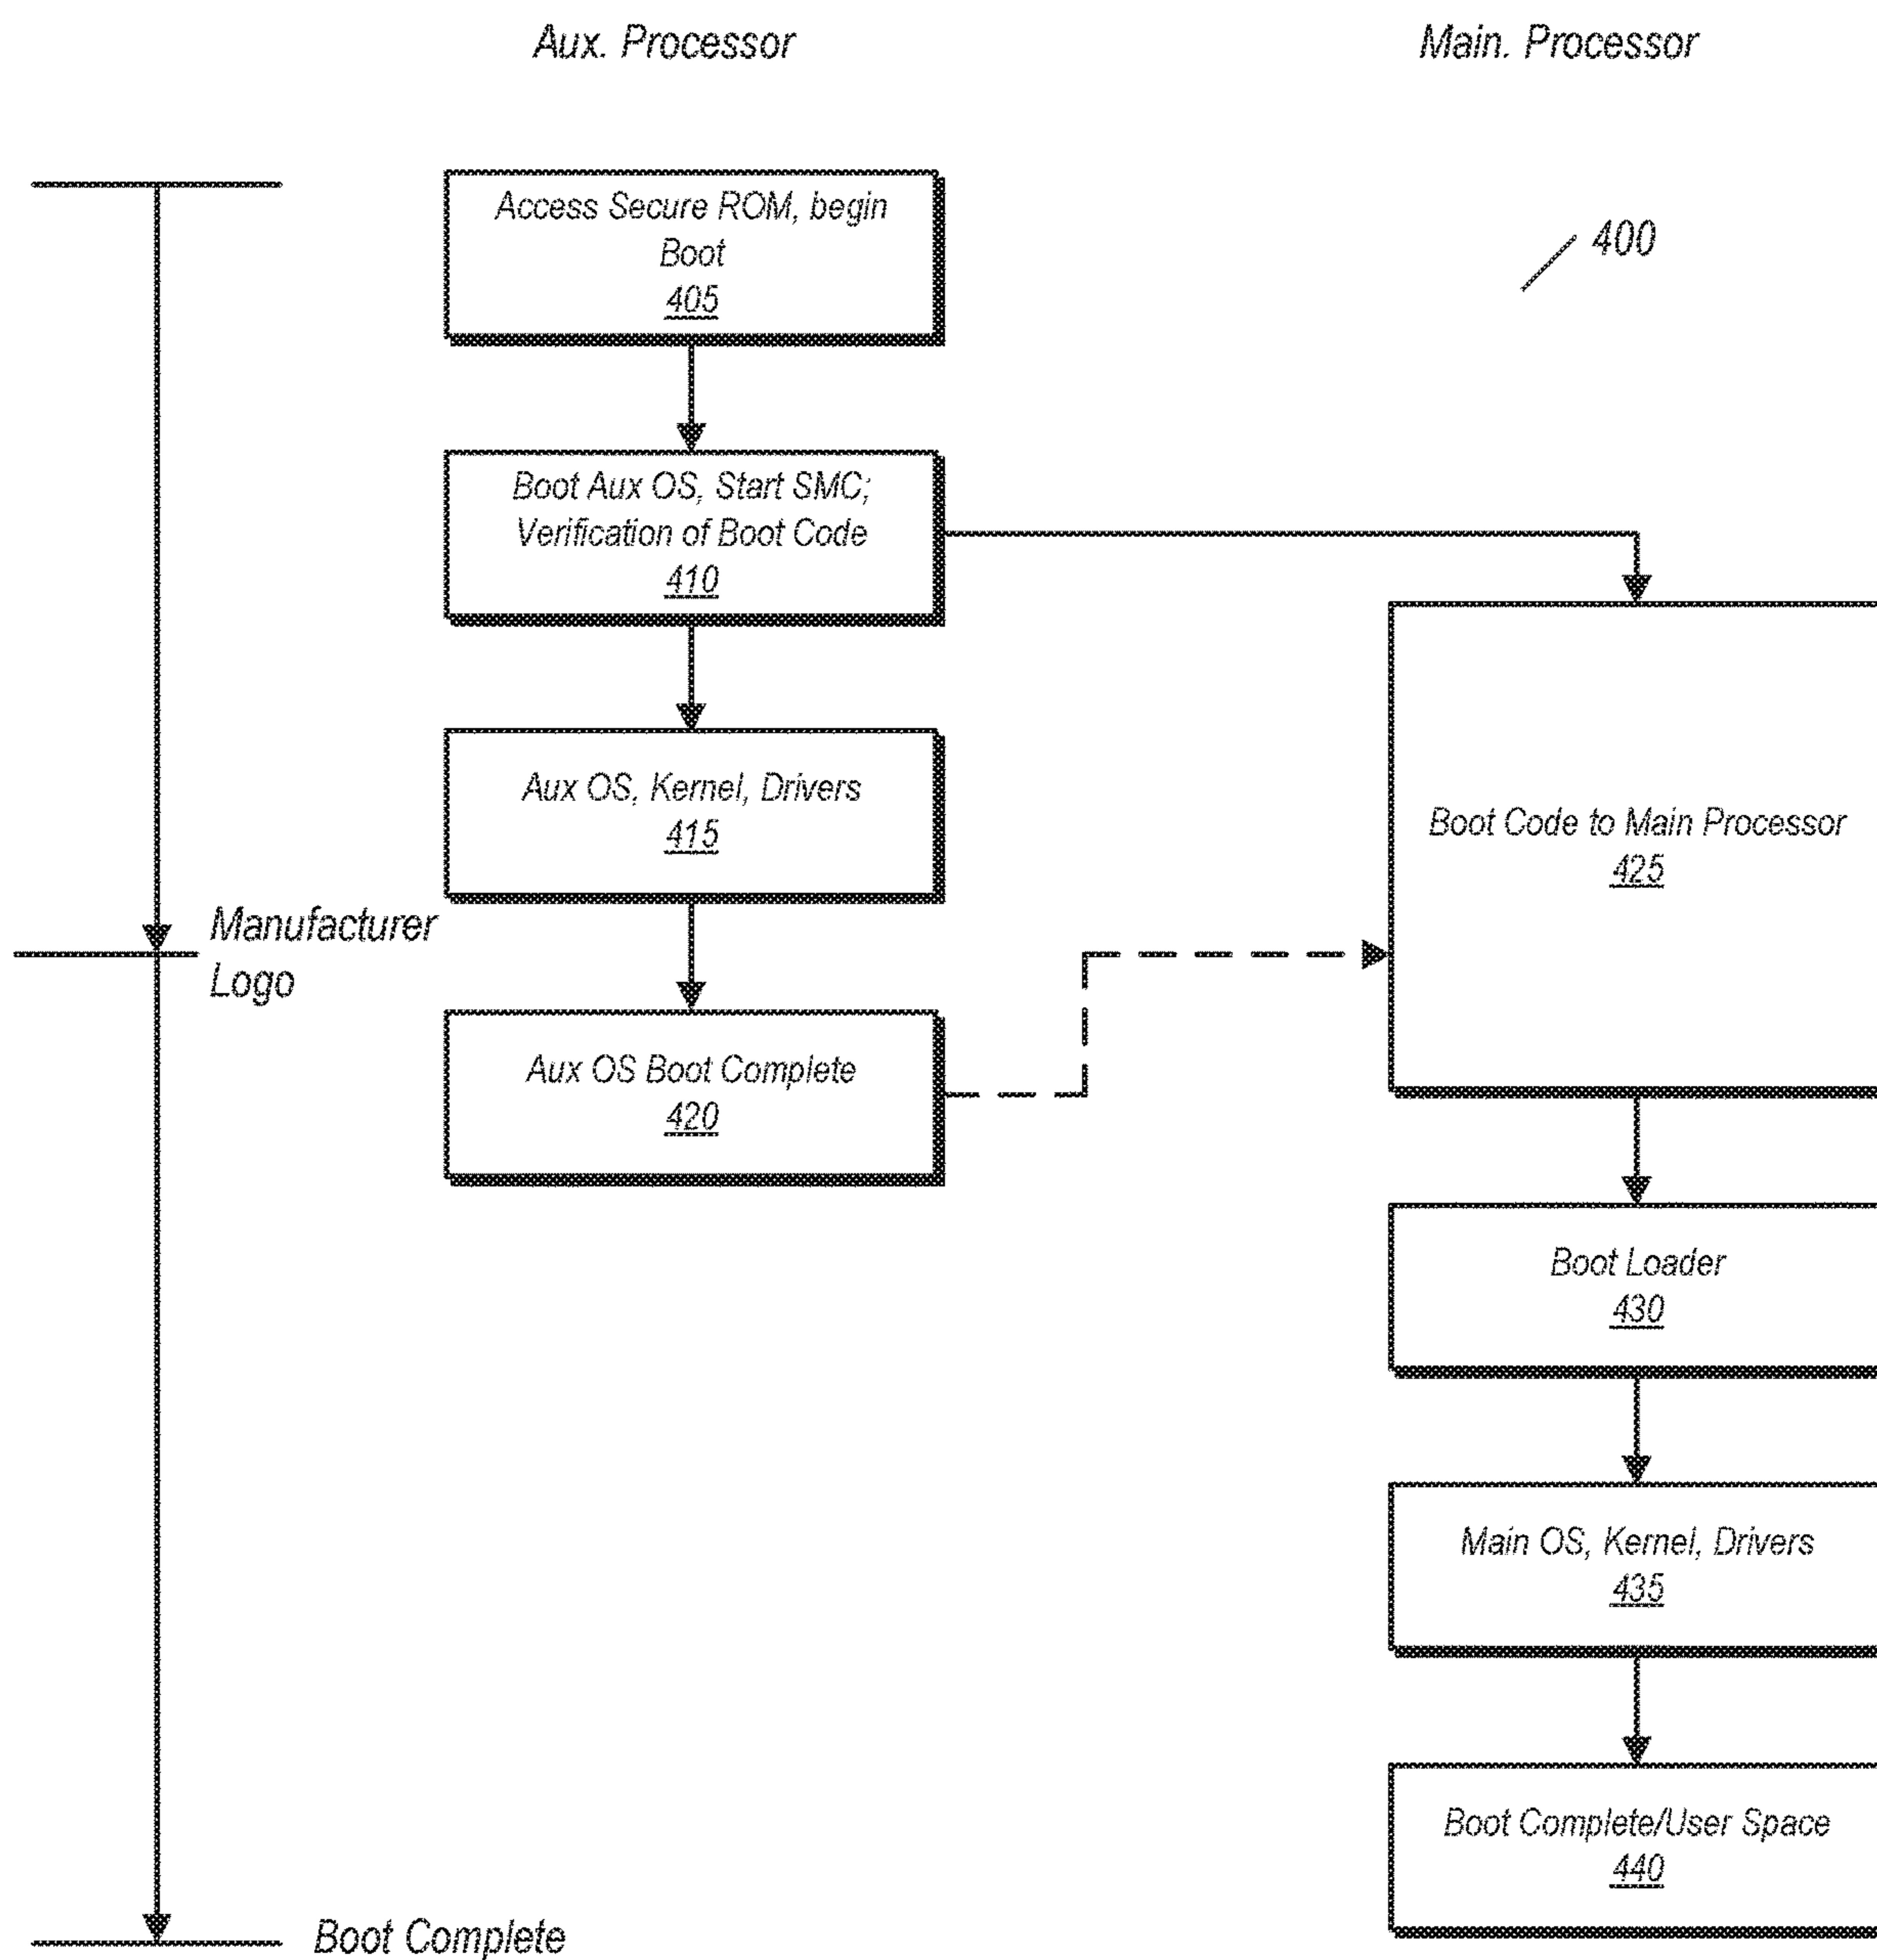 Aux. Processor
Main. Processor
Access Secure ROM, begin
Boot
405
400
Boot Aux OS, Start SMC;
Verification of Boot Code
410
Aux OS, Kernel, Drivers
415
Boot Code to Main Processor
425
Manufacturer
Logo
Aux OS Boot Complete
420
Boot Loader
430
Main OS, Kernel, Drivers
435
Boot Complete/User Space
440
Boot Complete